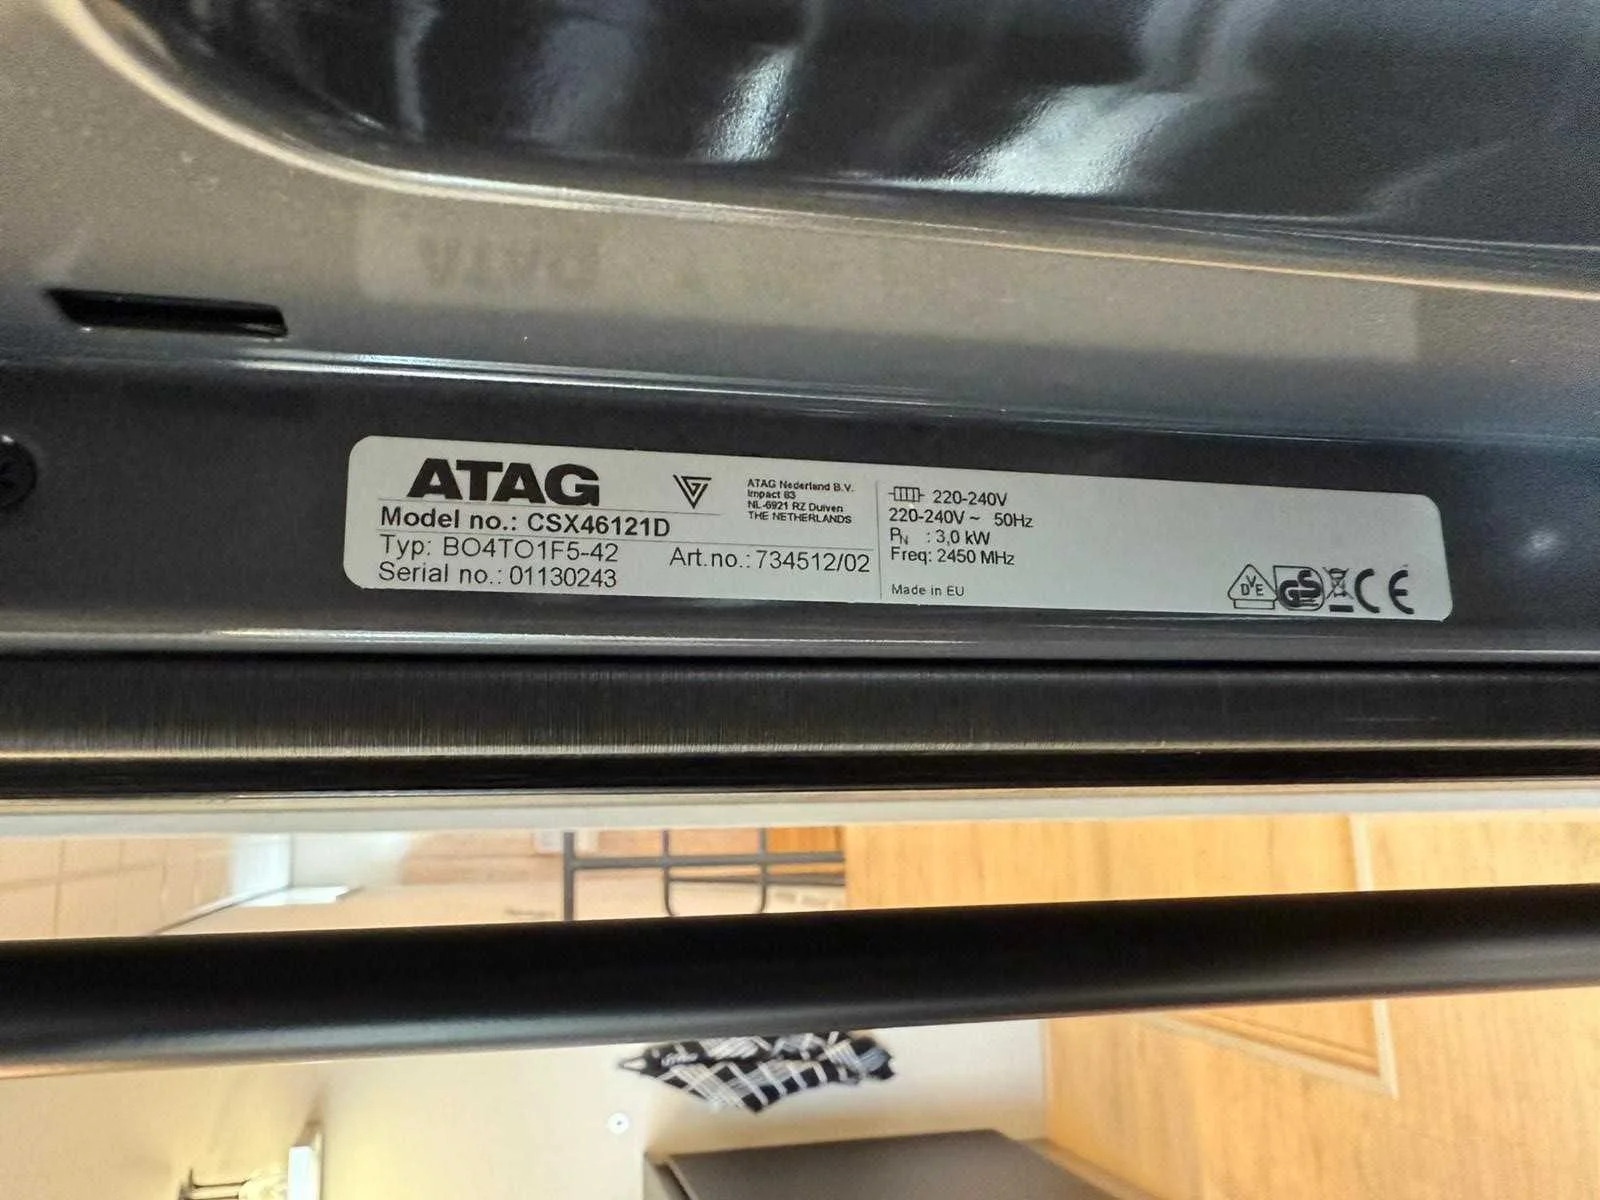 ATAG
Model no.: CSX46121D
Typ: BO4TO1F5-42
Art.no.: 734512/02
Serial no.: 01130243
ATAG Nederland B.V.
Impact 83
NL-6921 RZ Duiven
THE NETHERLANDS
220-240V
220-240V ~ 50Hz
PN : 3,0 kW
Freq: 2450 MHz
Made in EU
DVE GS CE